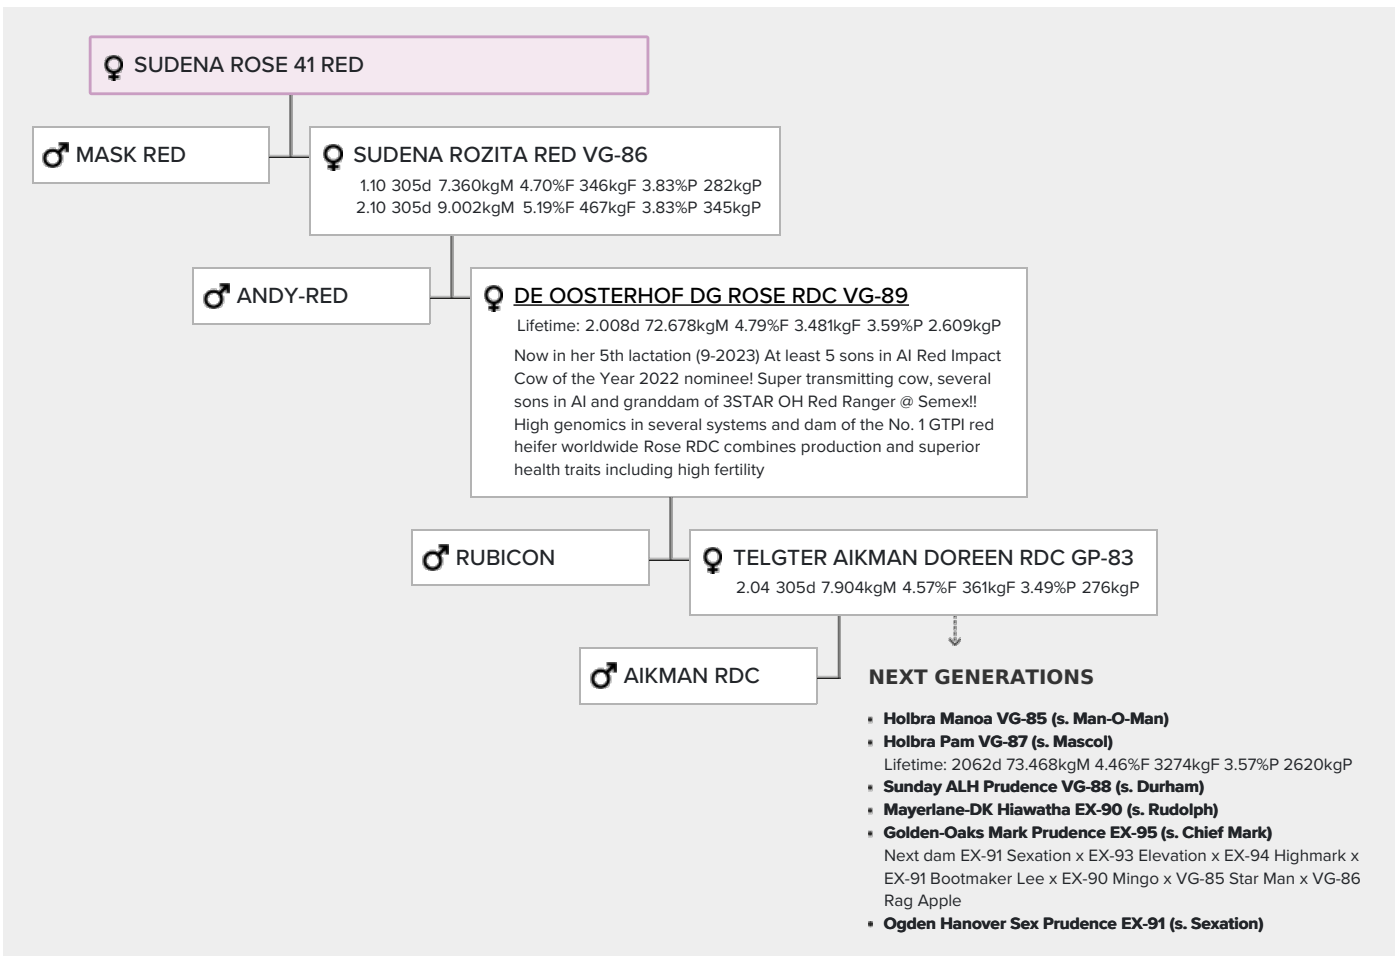 SUDENA ROSE 41 RED
MASK RED
SUDENA ROZITA RED VG-86
1.10 305d 7.360kgM 4.70%F 346kgF 3.83%P 282kgP
2.10 305d 9.002kgM 5.19%F 467kgF 3.83%P 345kgP
ANDY-RED
DE OOSTERHOF DG ROSE RDC VG-89
Lifetime: 2.008d 72.678kgM 4.79%F 3.481kgF 3.59%P 2.609kgP
Now in her 5th lactation (9-2023) At least 5 sons in AI Red Impact
Cow of the Year 2022 nominee! Super transmitting cow, several
sons in AI and granddam of 3STAR OH Red Ranger @ Semex!!
High genomics in several systems and dam of the No. 1 GTPI red
heifer worldwide Rose RDC combines production and superior
health traits including high fertility
RUBICON
TELGTER AIKMAN DOREEN RDC GP-83
2.04 305d 7.904kgM 4.57%F 361kgF 3.49%P 276kgP
AIKMAN RDC
NEXT GENERATIONS
Holbra Manoa VG-85 (s. Man-O-Man)
Holbra Pam VG-87 (s. Mascol)
Lifetime: 2062d 73.468kgM 4.46%F 3274kgF 3.57%P 2620kgP
Sunday ALH Prudence VG-88 (s. Durham)
Mayerlane-DK Hiawatha EX-90 (s. Rudolph)
Golden-Oaks Mark Prudence EX-95 (s. Chief Mark)
Next dam EX-91 Sexation x EX-93 Elevation x EX-94 Highmark x
EX-91 Bootmaker Lee x EX-90 Mingo x VG-85 Star Man x VG-86
Rag Apple
Ogden Hanover Sex Prudence EX-91 (s. Sexation)